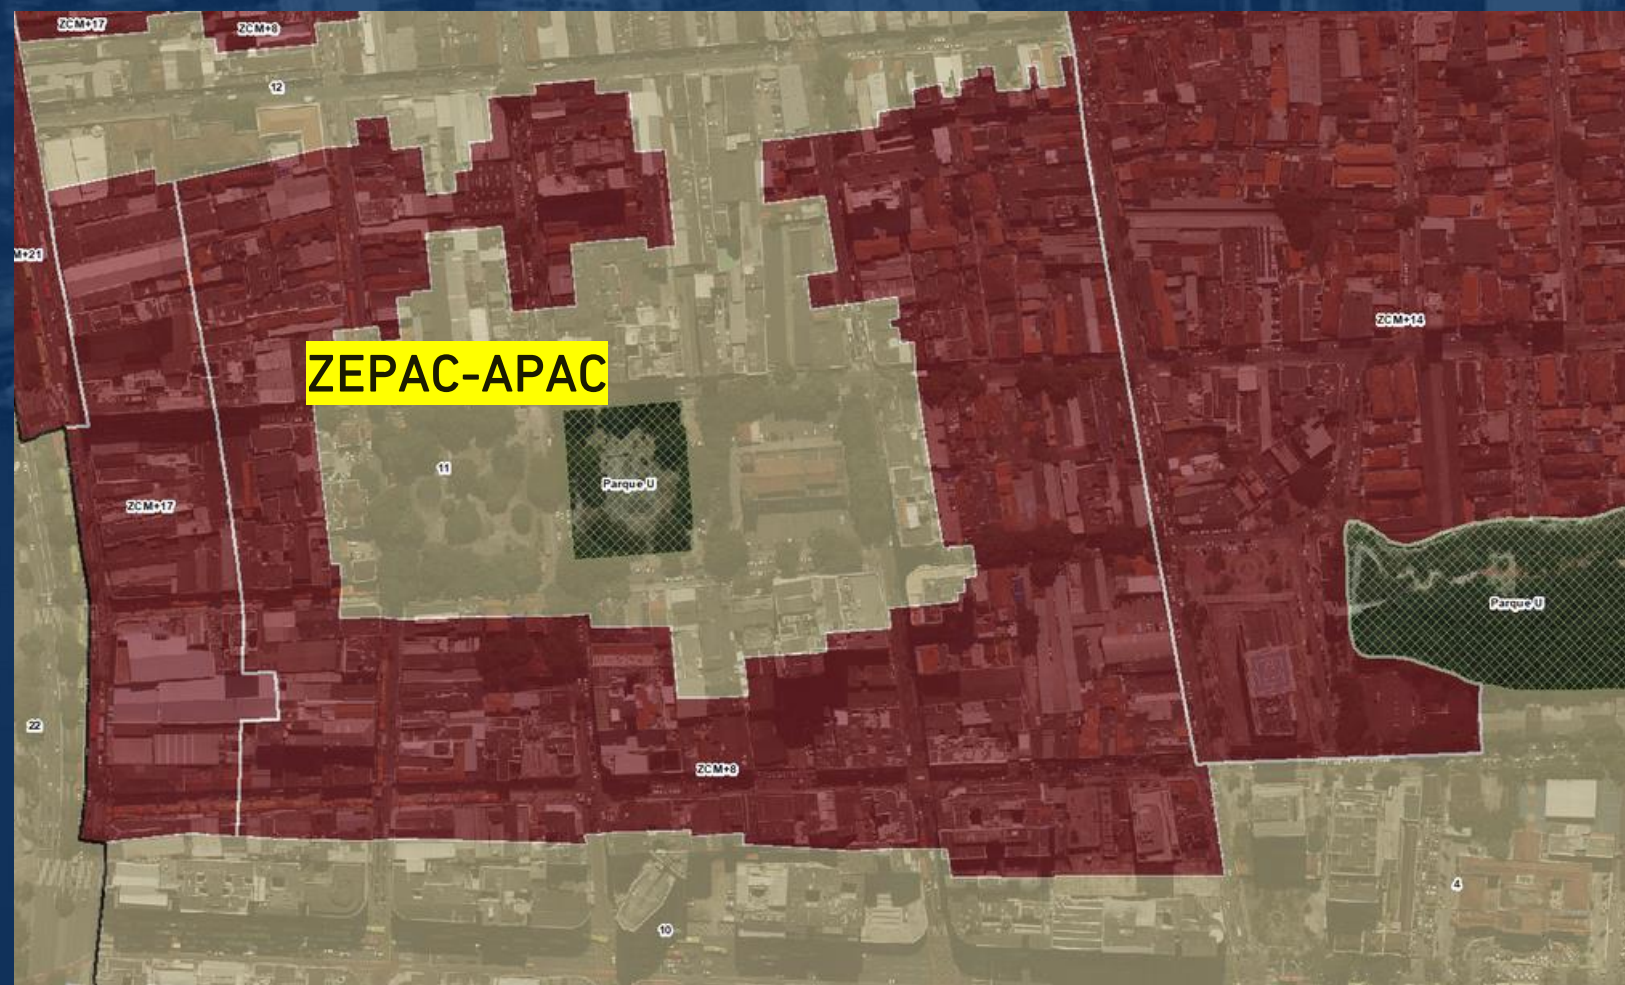 ZCM+17
ZCM+8
12
M+21
ZCM+14
ZEPAC-APAC
11
Parque U
ZCM+17
Parque U
22
ZCM+8
4
10